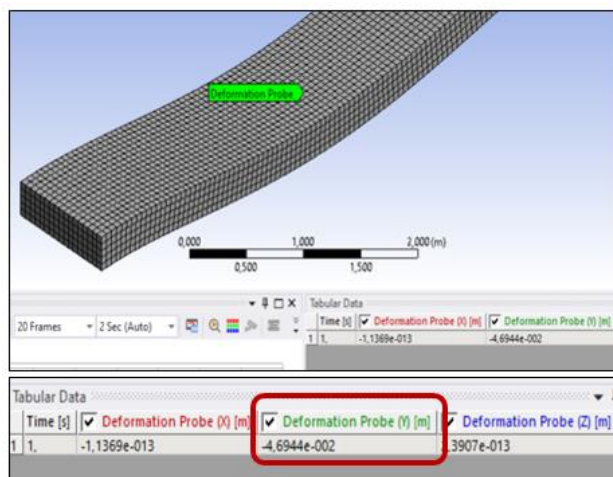 Deformation Probe
0,000
1,000
2,000 (m)
0,500
1,500
20 Frames
2 Sec (Auto)
Tabular Data
Time [s] Deformation Probe (X) [m] Deformation Probe (Y) [m]
1 1, -1,1369e-013 -4,6944e-002
Tabular Data
Time [s] Deformation Probe (X) [m] Deformation Probe (Y) [m] Deformation Probe (Z) [m]
1 1, -1,1369e-013 -4,6944e-002 ,3907e-013